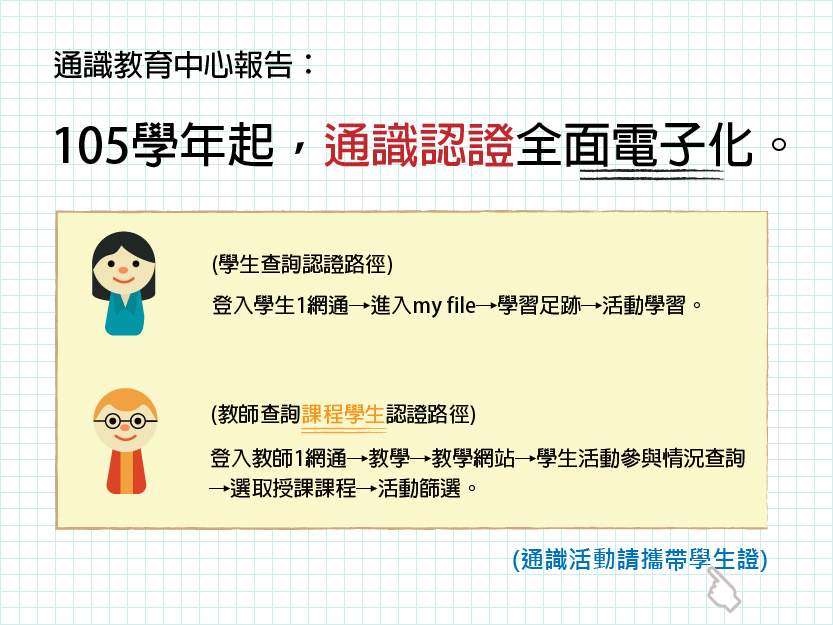 通識教育中心報告：
105學年起，通識認證全面電子化。
(學生查詢認證路徑)
登入學生1網通→進入my file→學習足跡→活動學習。
(教師查詢課程學生認證路徑)
登入教師1網通→教學→教學網站→學生活動參與情況查詢
→選取授課課程→活動篩選。
(通識活動請攜帶學生證)